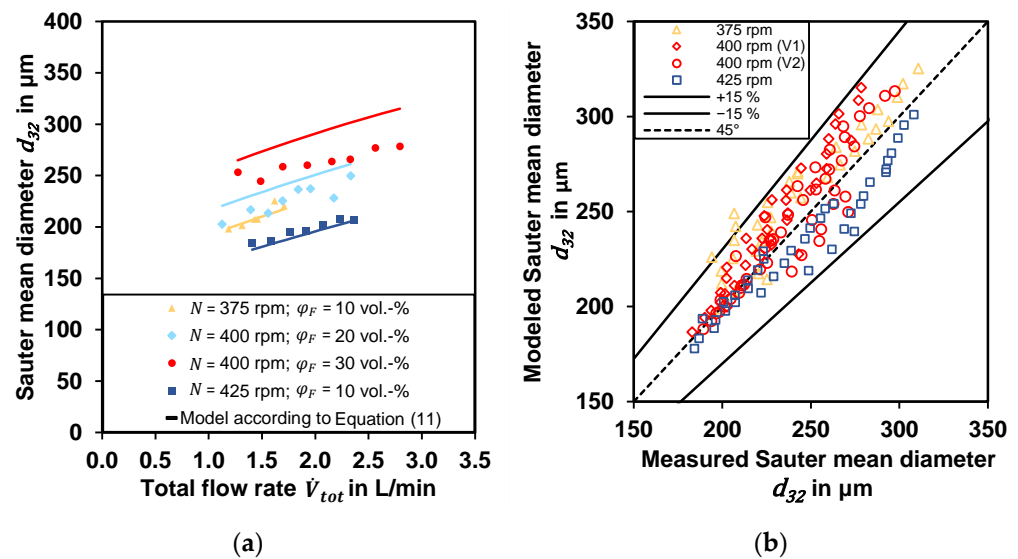 400
350
300
250
200
150
100
50
0
Sauter mean diameter d32 in μm
N = 375 rpm; φF = 10 vol.-%
N = 400 rpm; φF = 20 vol.-%
N = 400 rpm; φF = 30 vol.-%
N = 425 rpm; φF = 10 vol.-%
Model according to Equation (11)
0.0 0.5 1.0 1.5 2.0 2.5 3.0 3.5
Total flow rate V̇tot in L/min
(a)
350
300
250
200
150
Modeled Sauter mean diameter
d32 in μm
375 rpm
400 rpm (V1)
400 rpm (V2)
425 rpm
+15 %
−15 %
45°
150 200 250 300 350
Measured Sauter mean diameter
d32 in μm
(b)